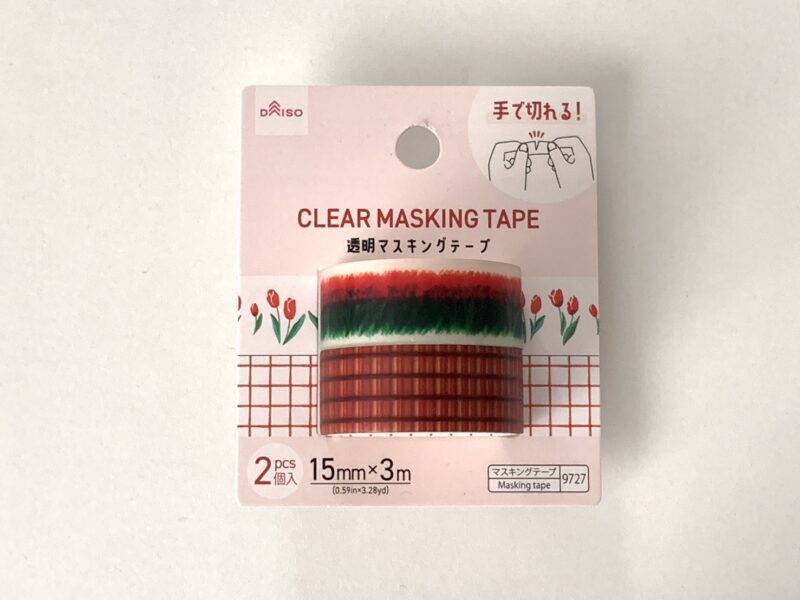 DAISO
手で切れる!
CLEAR MASKING TAPE
透明マスキングテープ
2 pcs
個入
15mm×3m
(0.59in×3.28yd)
マスキングテープ
Masking tape
9727